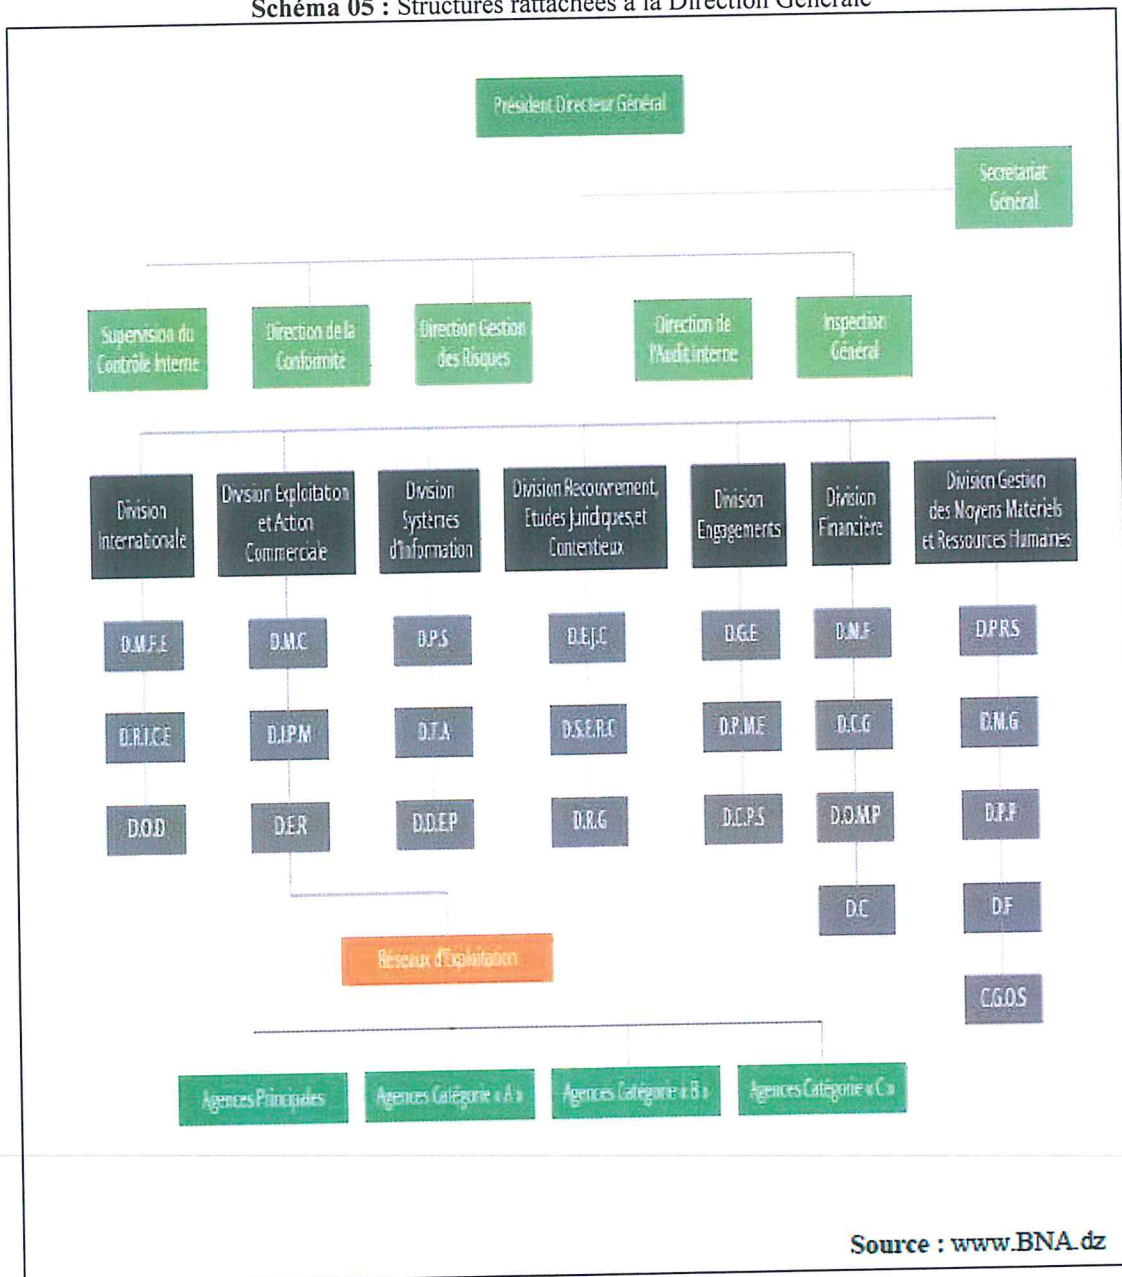 Schéma 05 : Structures rattachées à la Direction Générale
Président Directeur Général
Secrétariat
Général
Supervision du
Contrôle Interne
Direction de la
Conformité
Direction Gestion
des Risques
Direction de
l'Audit interne
Inspection
Général
Division
Internationale
Division Exploitation
et Action
Commerciale
Division
Systèmes
d'Information
Division Recouvrement,
Etudes Juridiques,et
Contentieux
Division
Engagements
Division
Financière
Division Gestion
des Moyens Matériels
et Ressources Humaines
D.M.F.E
D.M.C
D.P.S
D.E.J.C
D.G.E
D.M.F
D.P.R.S
D.R.I.C.E
D.I.P.M
D.T.A
D.S.E.R.C
D.P.M.E
D.C.G
D.M.G
D.O.D
D.E.R
D.D.E.P
D.R.G
D.C.P.S
D.O.M.P
D.P.P
D.C
D.F
Réseaux d'Exploitation
C.G.O.S
Agences Principales
Agences Catégorie « A »
Agences Catégorie « B »
Agences Catégorie « C »
Source : www.BNA.dz